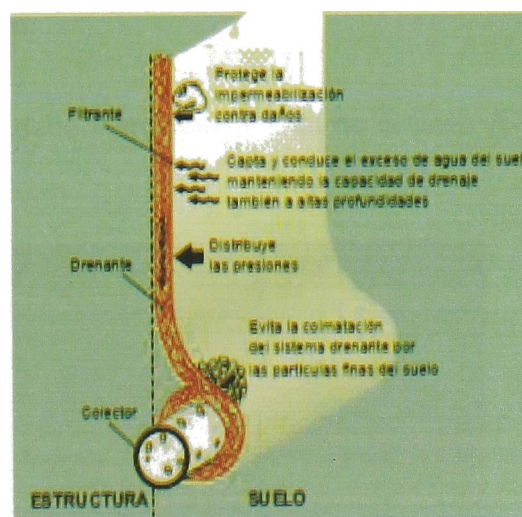 Protege la
impermeabilización
contra daños
Filtrante
Capta y conduce el exceso de agua del suel
manteniendo la capacidad de drenaje
también a altas profundidades
Distribuye
las presiones
Drenante
Evita la colmatación
del sistema drenante por
las partículas finas del suelo
Colector
ESTRUCTURA
SUELO